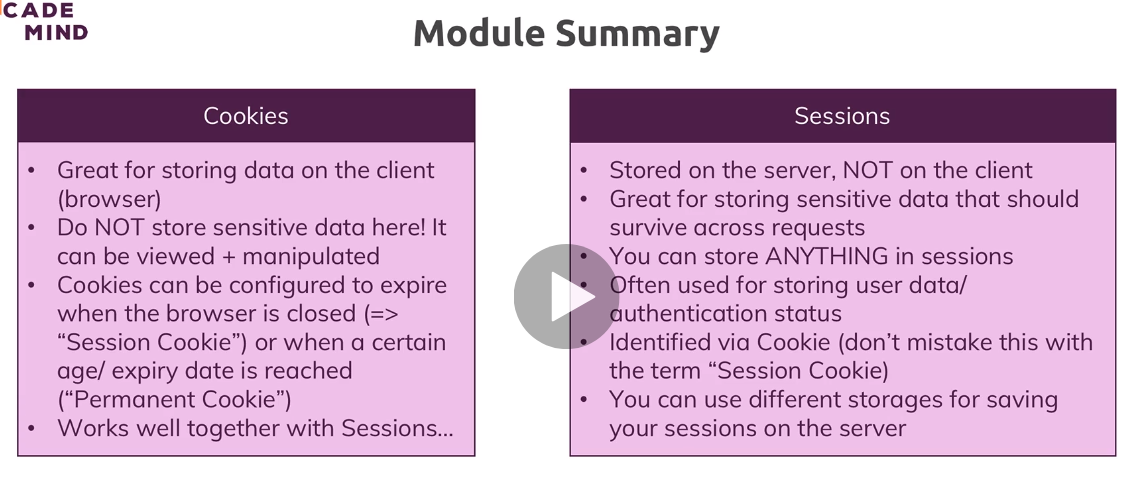 CADE
MIND
Module Summary
Cookies
• Great for storing data on the client
(browser)
• Do NOT store sensitive data here! It
can be viewed + manipulated
• Cookies can be configured to expire
when the browser is closed (=>
“Session Cookie”) or when a certain
age/ expiry date is reached
(“Permanent Cookie”)
• Works well together with Sessions...
Sessions
• Stored on the server, NOT on the client
• Great for storing sensitive data that should
survive across requests
• You can store ANYTHING in sessions
• Often used for storing user data/
authentication status
• Identified via Cookie (don’t mistake this with
the term “Session Cookie)
• You can use different storages for saving
your sessions on the server